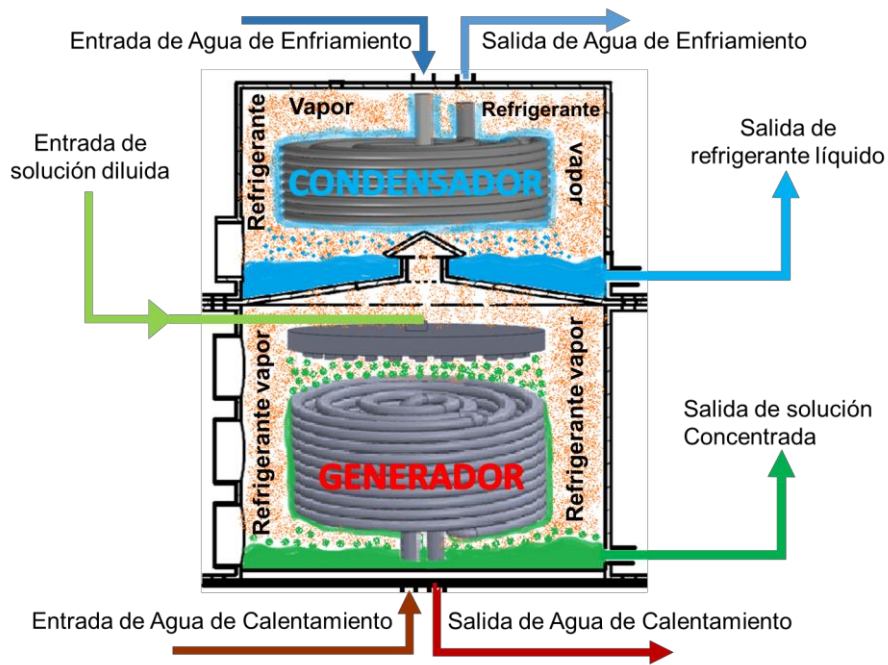 Entrada de Agua de Enfriamiento
Salida de Agua de Enfriamiento
Vapor
Refrigerante
Refrigerante
vapor
CONDENSADOR
Entrada de
solución diluida
Salida de
refrigerante líquido
Refrigerante vapor
Refrigerante vapor
GENERADOR
Salida de solución
Concentrada
Entrada de Agua de Calentamiento
Salida de Agua de Calentamiento